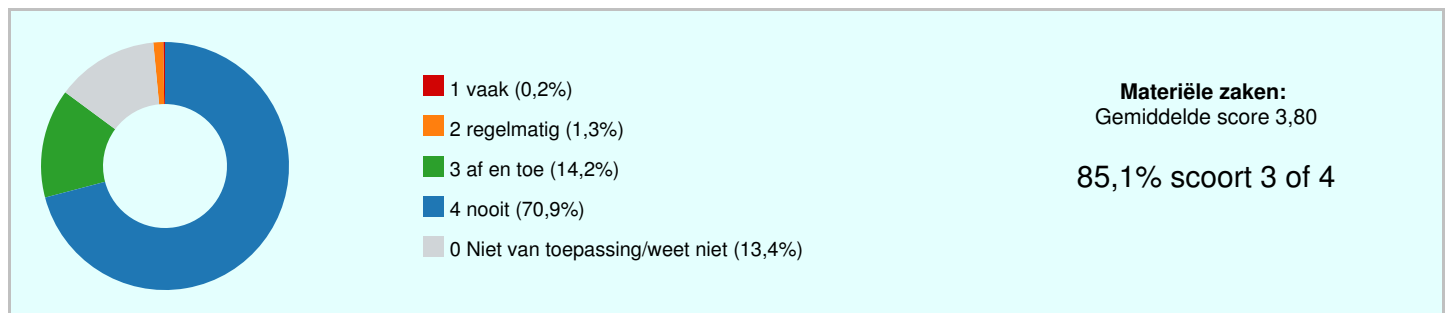 1 vaak (0,2%)
2 regelmatig (1,3%)
3 af en toe (14,2%)
4 nooit (70,9%)
0 Niet van toepassing/weet niet (13,4%)
Materiële zaken:
Gemiddelde score 3,80
85,1% scoort 3 of 4